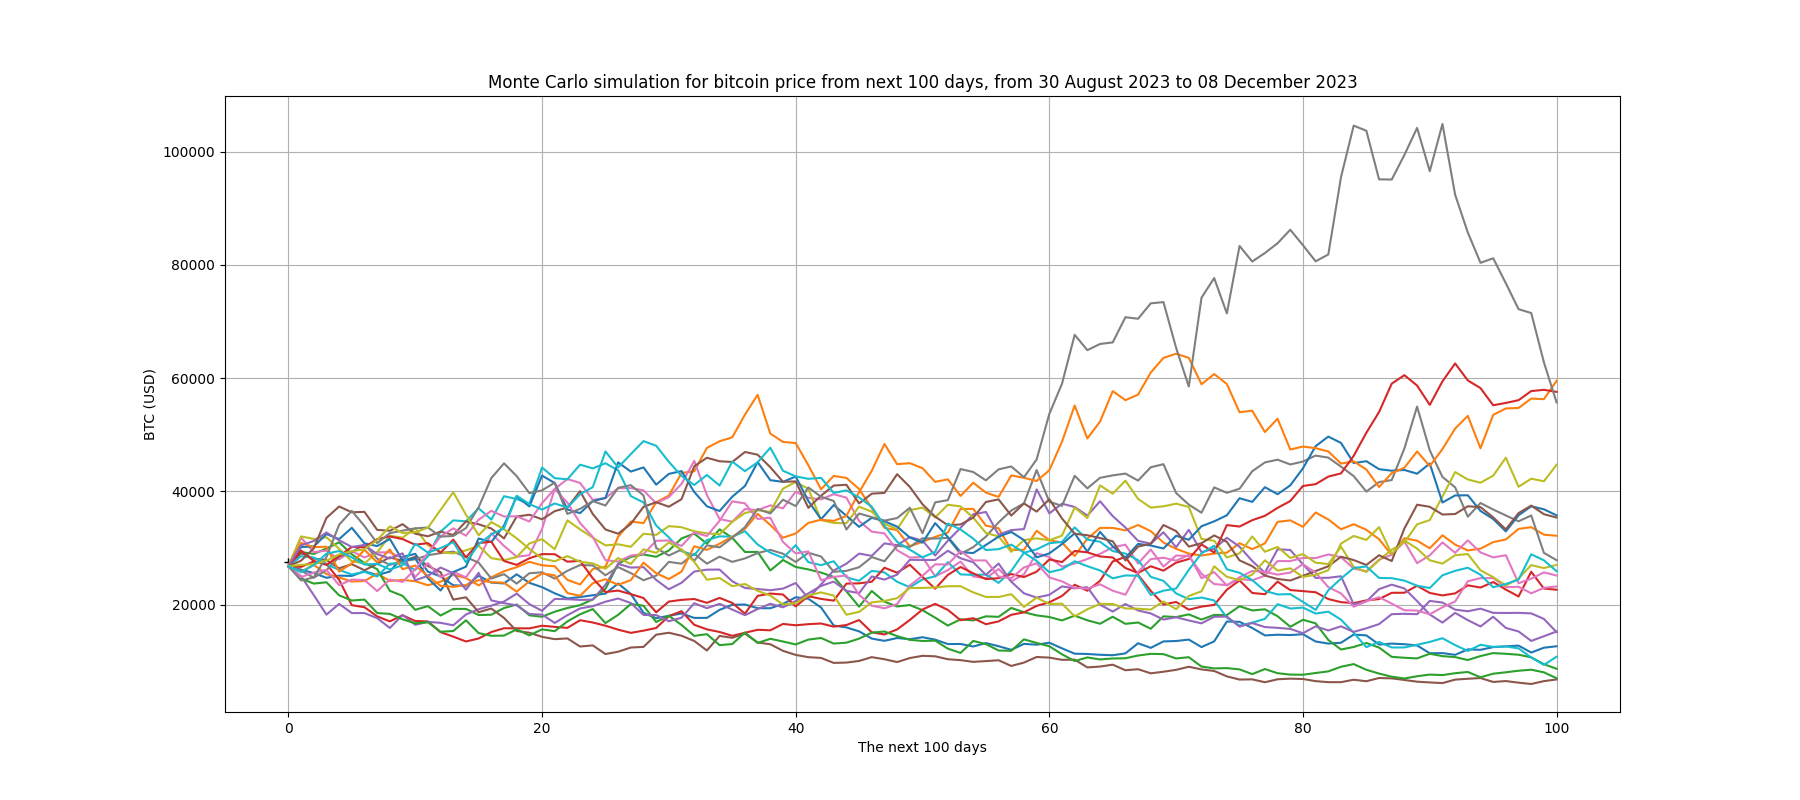 Monte Carlo simulation for bitcoin price from next 100 days, from 30 August 2023 to 08 December 2023
100000
80000
60000
40000
20000
BTC (USD)
0 20 40 60 80 100
The next 100 days